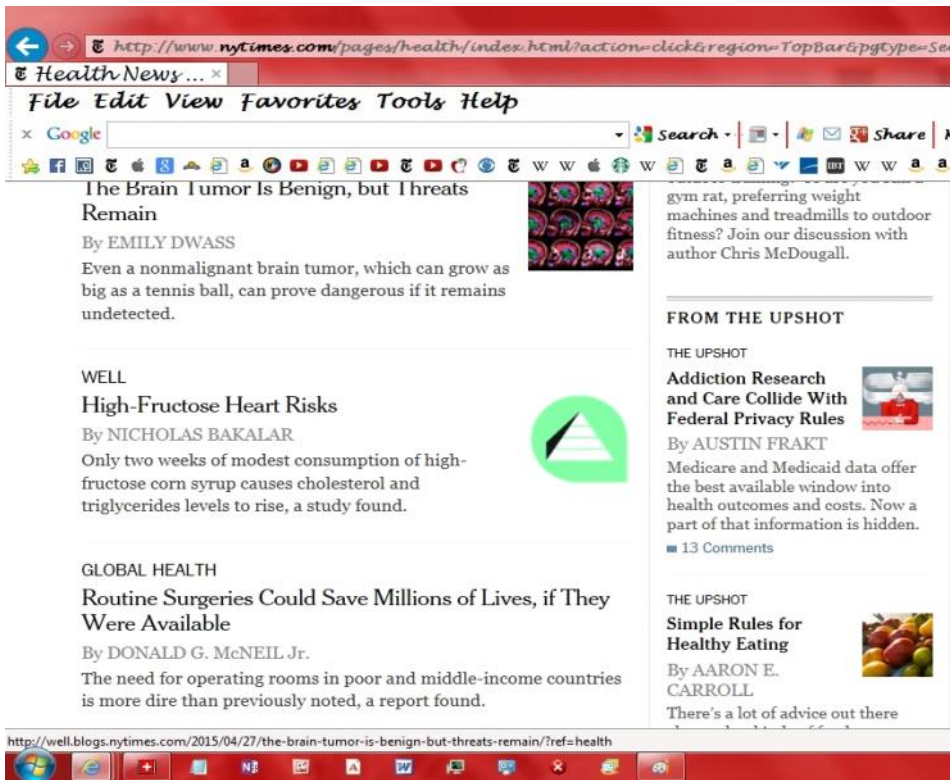 http://www.nytimes.com/pages/health/index.html?action=click&region=TopBar&pgtype=Se
Health News ...
File Edit View Favorites Tools Help
Google
Search
Share
The Brain Tumor Is Benign, but Threats
Remain
By EMILY DWASS
Even a nonmalignant brain tumor, which can grow as
big as a tennis ball, can prove dangerous if it remains
undetected.
WELL
High-Fructose Heart Risks
By NICHOLAS BAKALAR
Only two weeks of modest consumption of high-
fructose corn syrup causes cholesterol and
triglycerides levels to rise, a study found.
GLOBAL HEALTH
Routine Surgeries Could Save Millions of Lives, if They
Were Available
By DONALD G. McNEIL Jr.
The need for operating rooms in poor and middle-income countries
is more dire than previously noted, a report found.
gym rat, preferring weight
machines and treadmills to outdoor
fitness? Join our discussion with
author Chris McDougall.
FROM THE UPSHOT
THE UPSHOT
Addiction Research
and Care Collide With
Federal Privacy Rules
By AUSTIN FRAKT
Medicare and Medicaid data offer
the best available window into
health outcomes and costs. Now a
part of that information is hidden.
13 Comments
THE UPSHOT
Simple Rules for
Healthy Eating
By AARON E.
CARROLL
There's a lot of advice out there
http://well.blogs.nytimes.com/2015/04/27/the-brain-tumor-is-benign-but-threats-remain/?ref=health